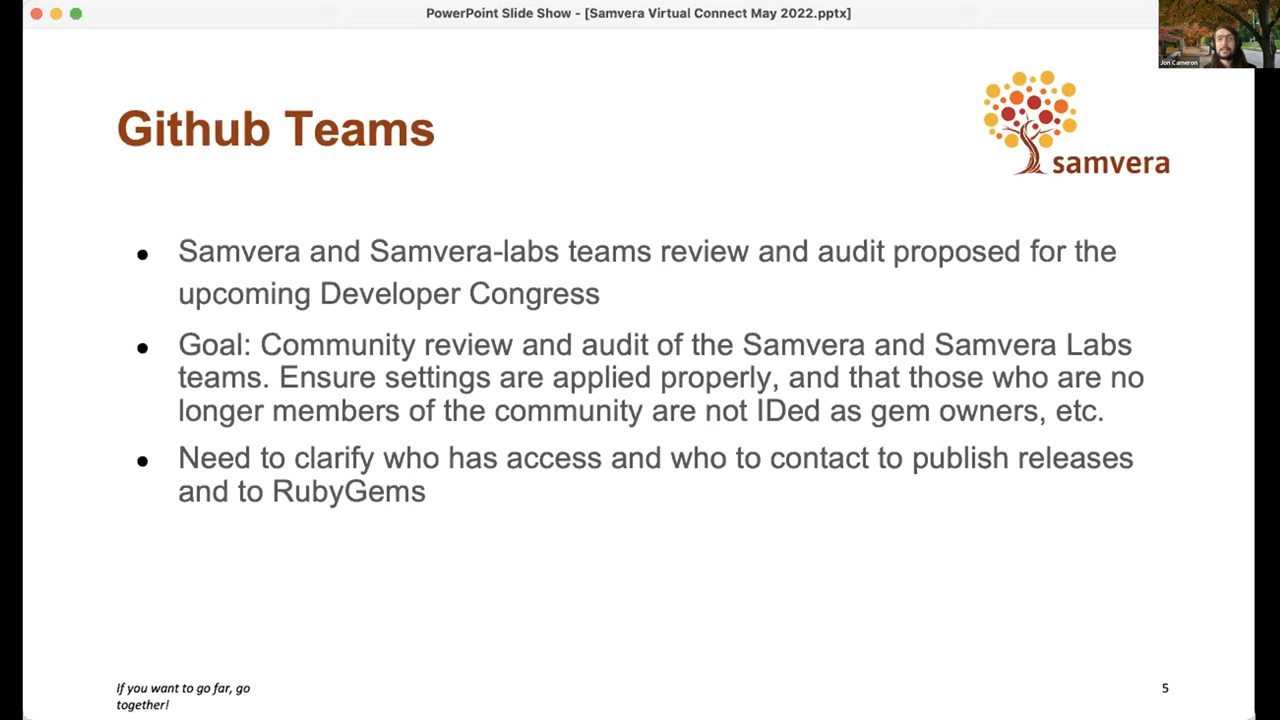 PowerPoint Slide Show - [Samvera Virtual Connect May 2022.pptx]
Jon Cameron
Github Teams
samvera
● Samvera and Samvera-labs teams review and audit proposed for the
upcoming Developer Congress
● Goal: Community review and audit of the Samvera and Samvera Labs
teams. Ensure settings are applied properly, and that those who are no
longer members of the community are not IDed as gem owners, etc.
● Need to clarify who has access and who to contact to publish releases
and to RubyGems
If you want to go far, go
together!
5